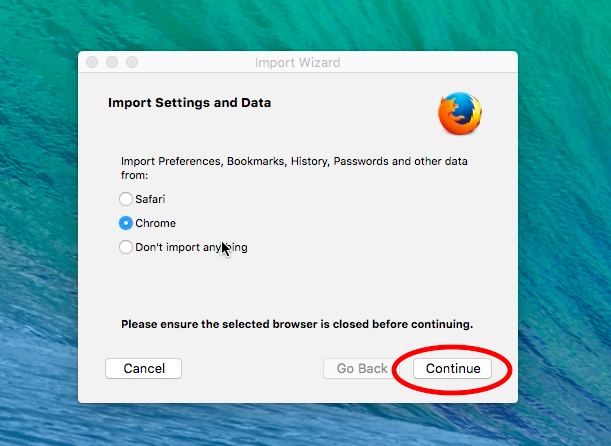 Import Wizard
Import Settings and Data
Import Preferences, Bookmarks, History, Passwords and other data
from:
Safari
Chrome
Don't import anything
Please ensure the selected browser is closed before continuing.
Cancel
Go Back
Continue